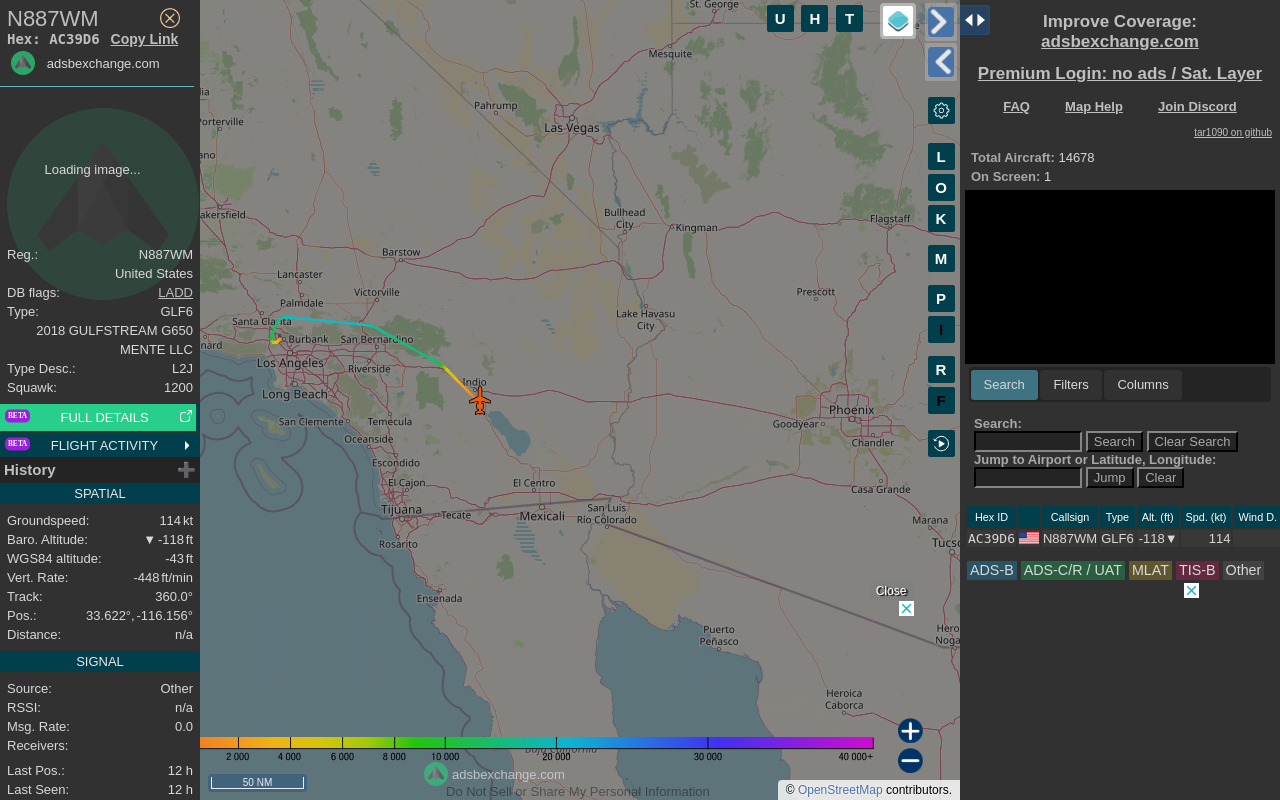 N887WM
Hex: AC39D6 Copy Link
adsbexchange.com
Loading image...
Reg.: N887WM
United States
DB flags: LADD
Type: GLF6
2018 GULFSTREAM G650
MENTE LLC
Type Desc.: L2J
Squawk: 1200
BETA FULL DETAILS
BETA FLIGHT ACTIVITY
History
SPATIAL
Groundspeed: 114 kt
Baro. Altitude: ▼ -118 ft
WGS84 altitude: -43 ft
Vert. Rate: -448 ft/min
Track: 360.0°
Pos.: 33.622°, -116.156°
Distance: n/a
SIGNAL
Source: Other
RSSI: n/a
Msg. Rate: 0.0
Receivers:
Last Pos.: 12 h
Last Seen: 12 h
St. George
Mesquite
Pahrump
Las Vegas
Porterville
Bullhead
City
Kingman
Flagstaff
Barstow
Lancaster
Palmdale
Victorville
Prescott
Santa Clarita
Lake Havasu
City
Burbank
San Bernardino
Los Angeles
Riverside
Indio
Long Beach
Phoenix
San Clemente
Temecula
Goodyear
Oceanside
Chandler
Escondido
El Cajon
El Centro
Casa Grande
Tijuana
Tecate
Mexicali
San Luis
Río Colorado
Marana
Rosarito
Ensenada
Puerto
Peñasco
Heroica
Caborca
U H T
L
O
K
M
P
I
R
F
Close
2 000 4 000 6 000 8 000 10 000 20 000 30 000 40 000+
Baja California
50 NM
adsbexchange.com
Do Not Sell or Share My Personal Information
© OpenStreetMap contributors.
Improve Coverage:
adsbexchange.com
Premium Login: no ads / Sat. Layer
FAQ Map Help Join Discord
tar1090 on github
Total Aircraft: 14678
On Screen: 1
Search Filters Columns
Search:
Search Clear Search
Jump to Airport or Latitude, Longitude:
Jump Clear
Hex ID Callsign Type Alt. (ft) Spd. (kt) Wind D.
AC39D6 N887WM GLF6 -118▼ 114
ADS-B ADS-C/R / UAT MLAT TIS-B Other